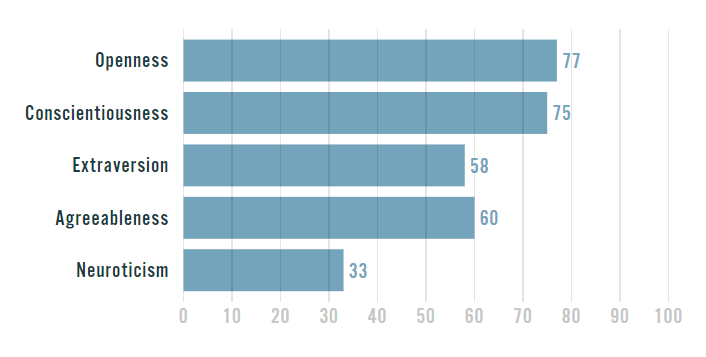 Openness 77
Conscientiousness 75
Extraversion 58
Agreeableness 60
Neuroticism 33
0 10 20 30 40 50 60 70 80 90 100